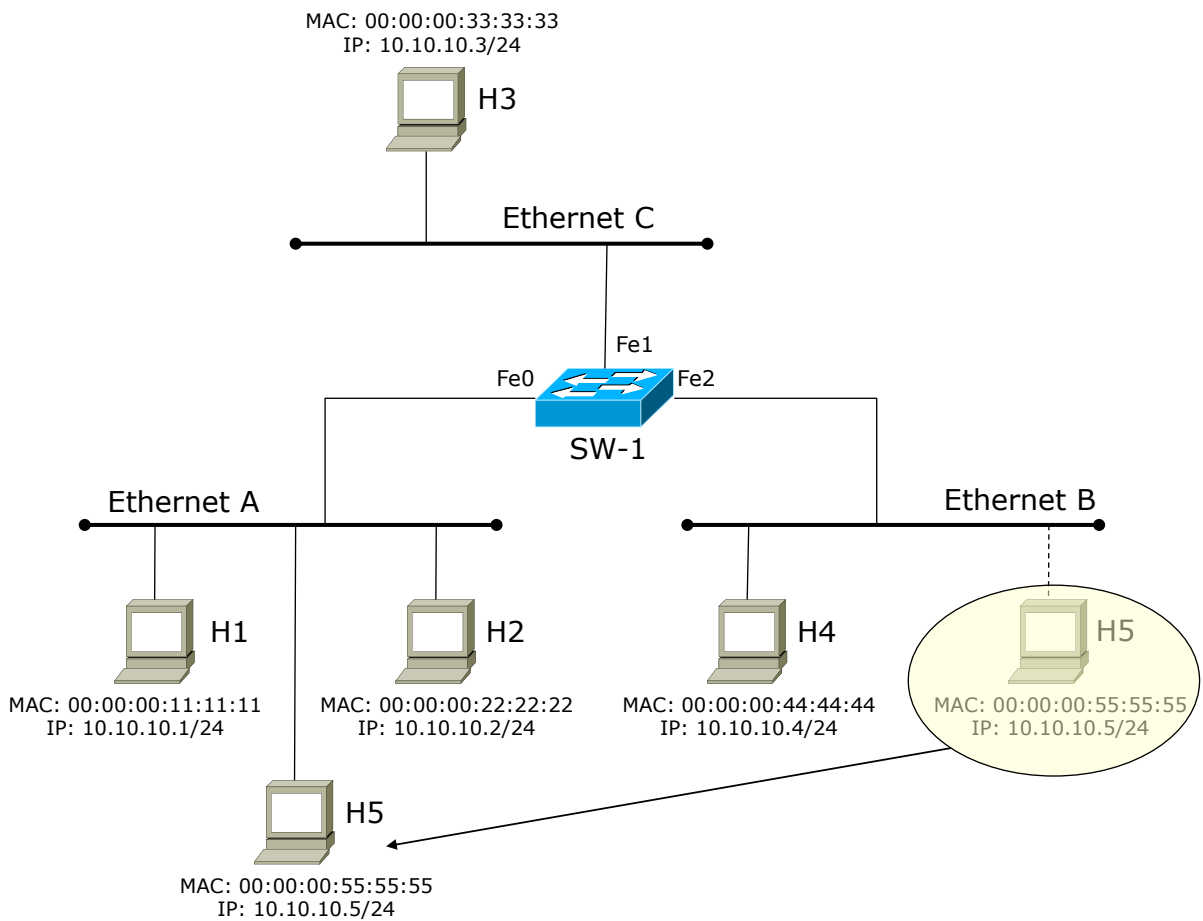 MAC: 00:00:00:33:33:33
IP: 10.10.10.3/24
H3
Ethernet C
Fe1
Fe0
Fe2
SW-1
Ethernet A
Ethernet B
H1
H2
H4
H5
MAC: 00:00:00:11:11:11
IP: 10.10.10.1/24
MAC: 00:00:00:22:22:22
IP: 10.10.10.2/24
MAC: 00:00:00:44:44:44
IP: 10.10.10.4/24
MAC: 00:00:00:55:55:55
IP: 10.10.10.5/24
H5
MAC: 00:00:00:55:55:55
IP: 10.10.10.5/24